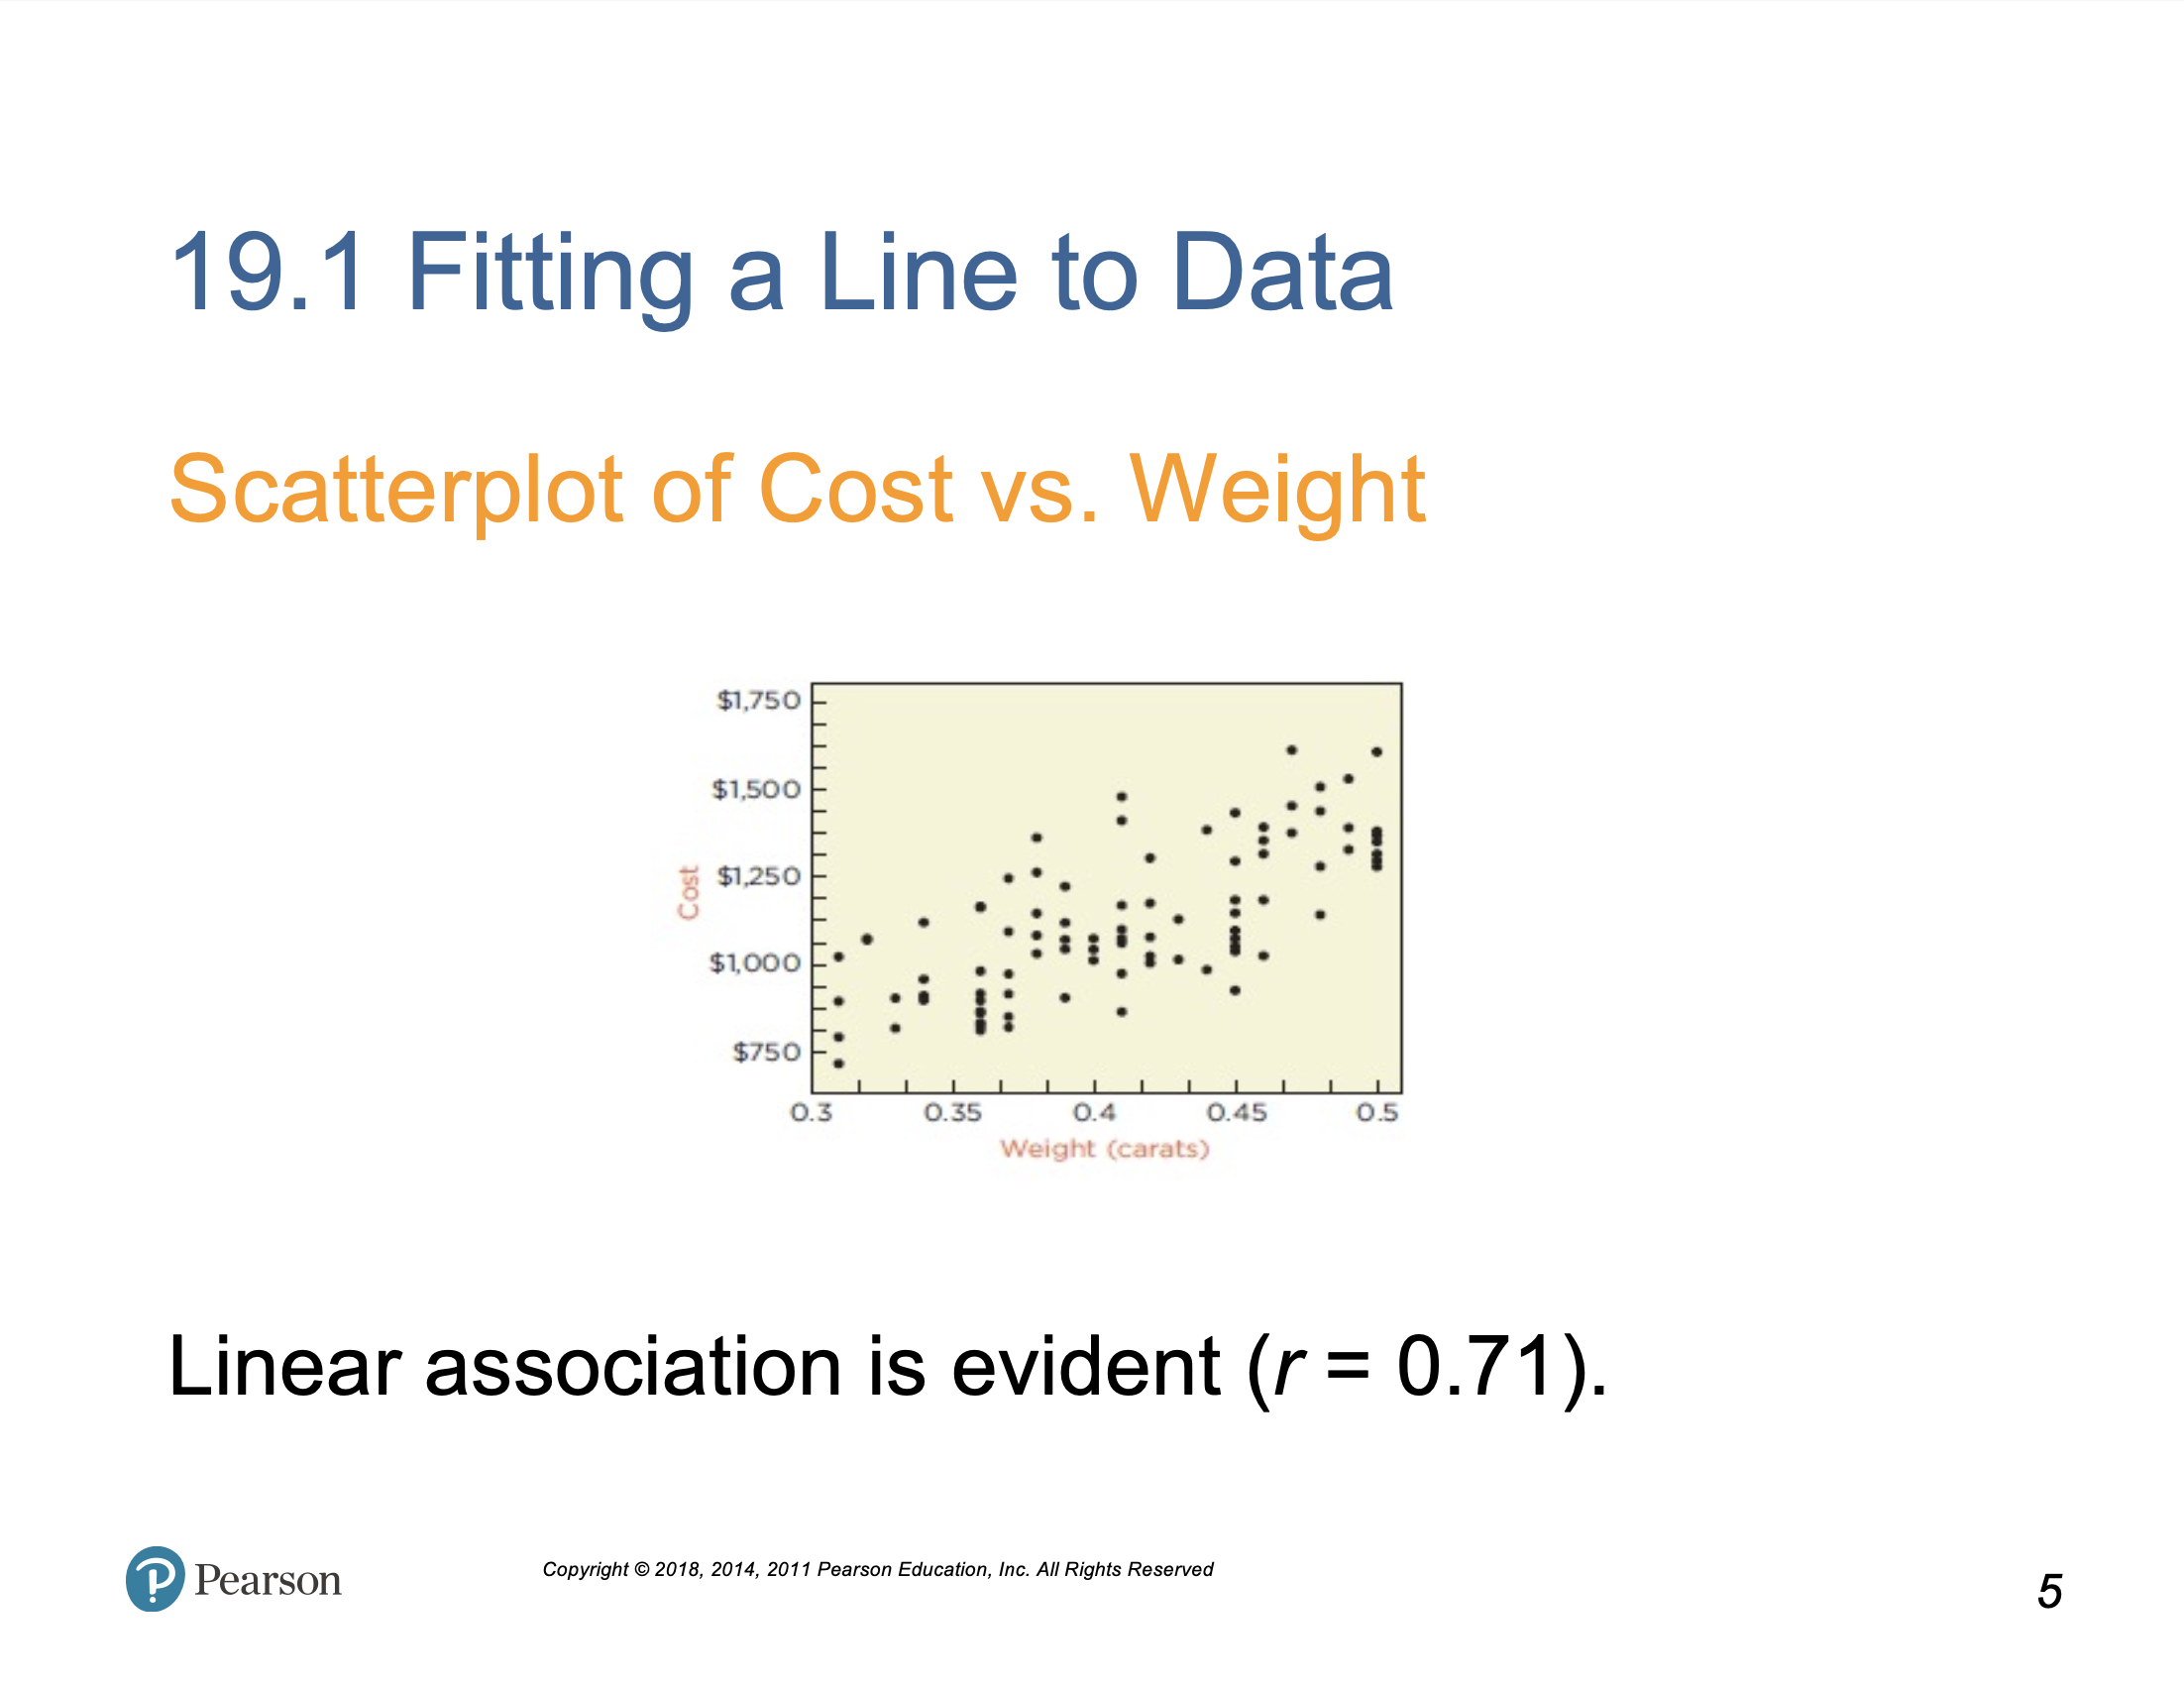 19.1 Fitting a Line to Data
Scatterplot of Cost vs. Weight
$1,750
$1,500
$1,250
$1,000
$750
Cost
0.3 0.35 0.4 0.45 0.5
Weight (carats)
Linear association is evident (r = 0.71).
Pearson
Copyright © 2018, 2014, 2011 Pearson Education, Inc. All Rights Reserved
5